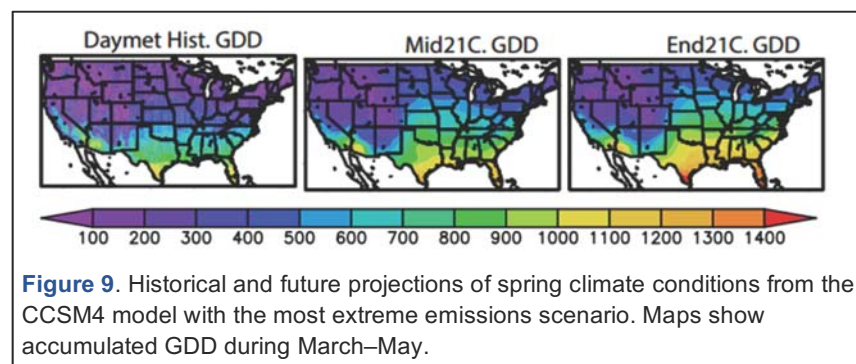 Daymet Hist. GDD
Mid21C. GDD
End21C. GDD
100 200 300 400 500 600 700 800 900 1000 1100 1200 1300 1400
Figure 9. Historical and future projections of spring climate conditions from the
CCSM4 model with the most extreme emissions scenario. Maps show
accumulated GDD during March–May.